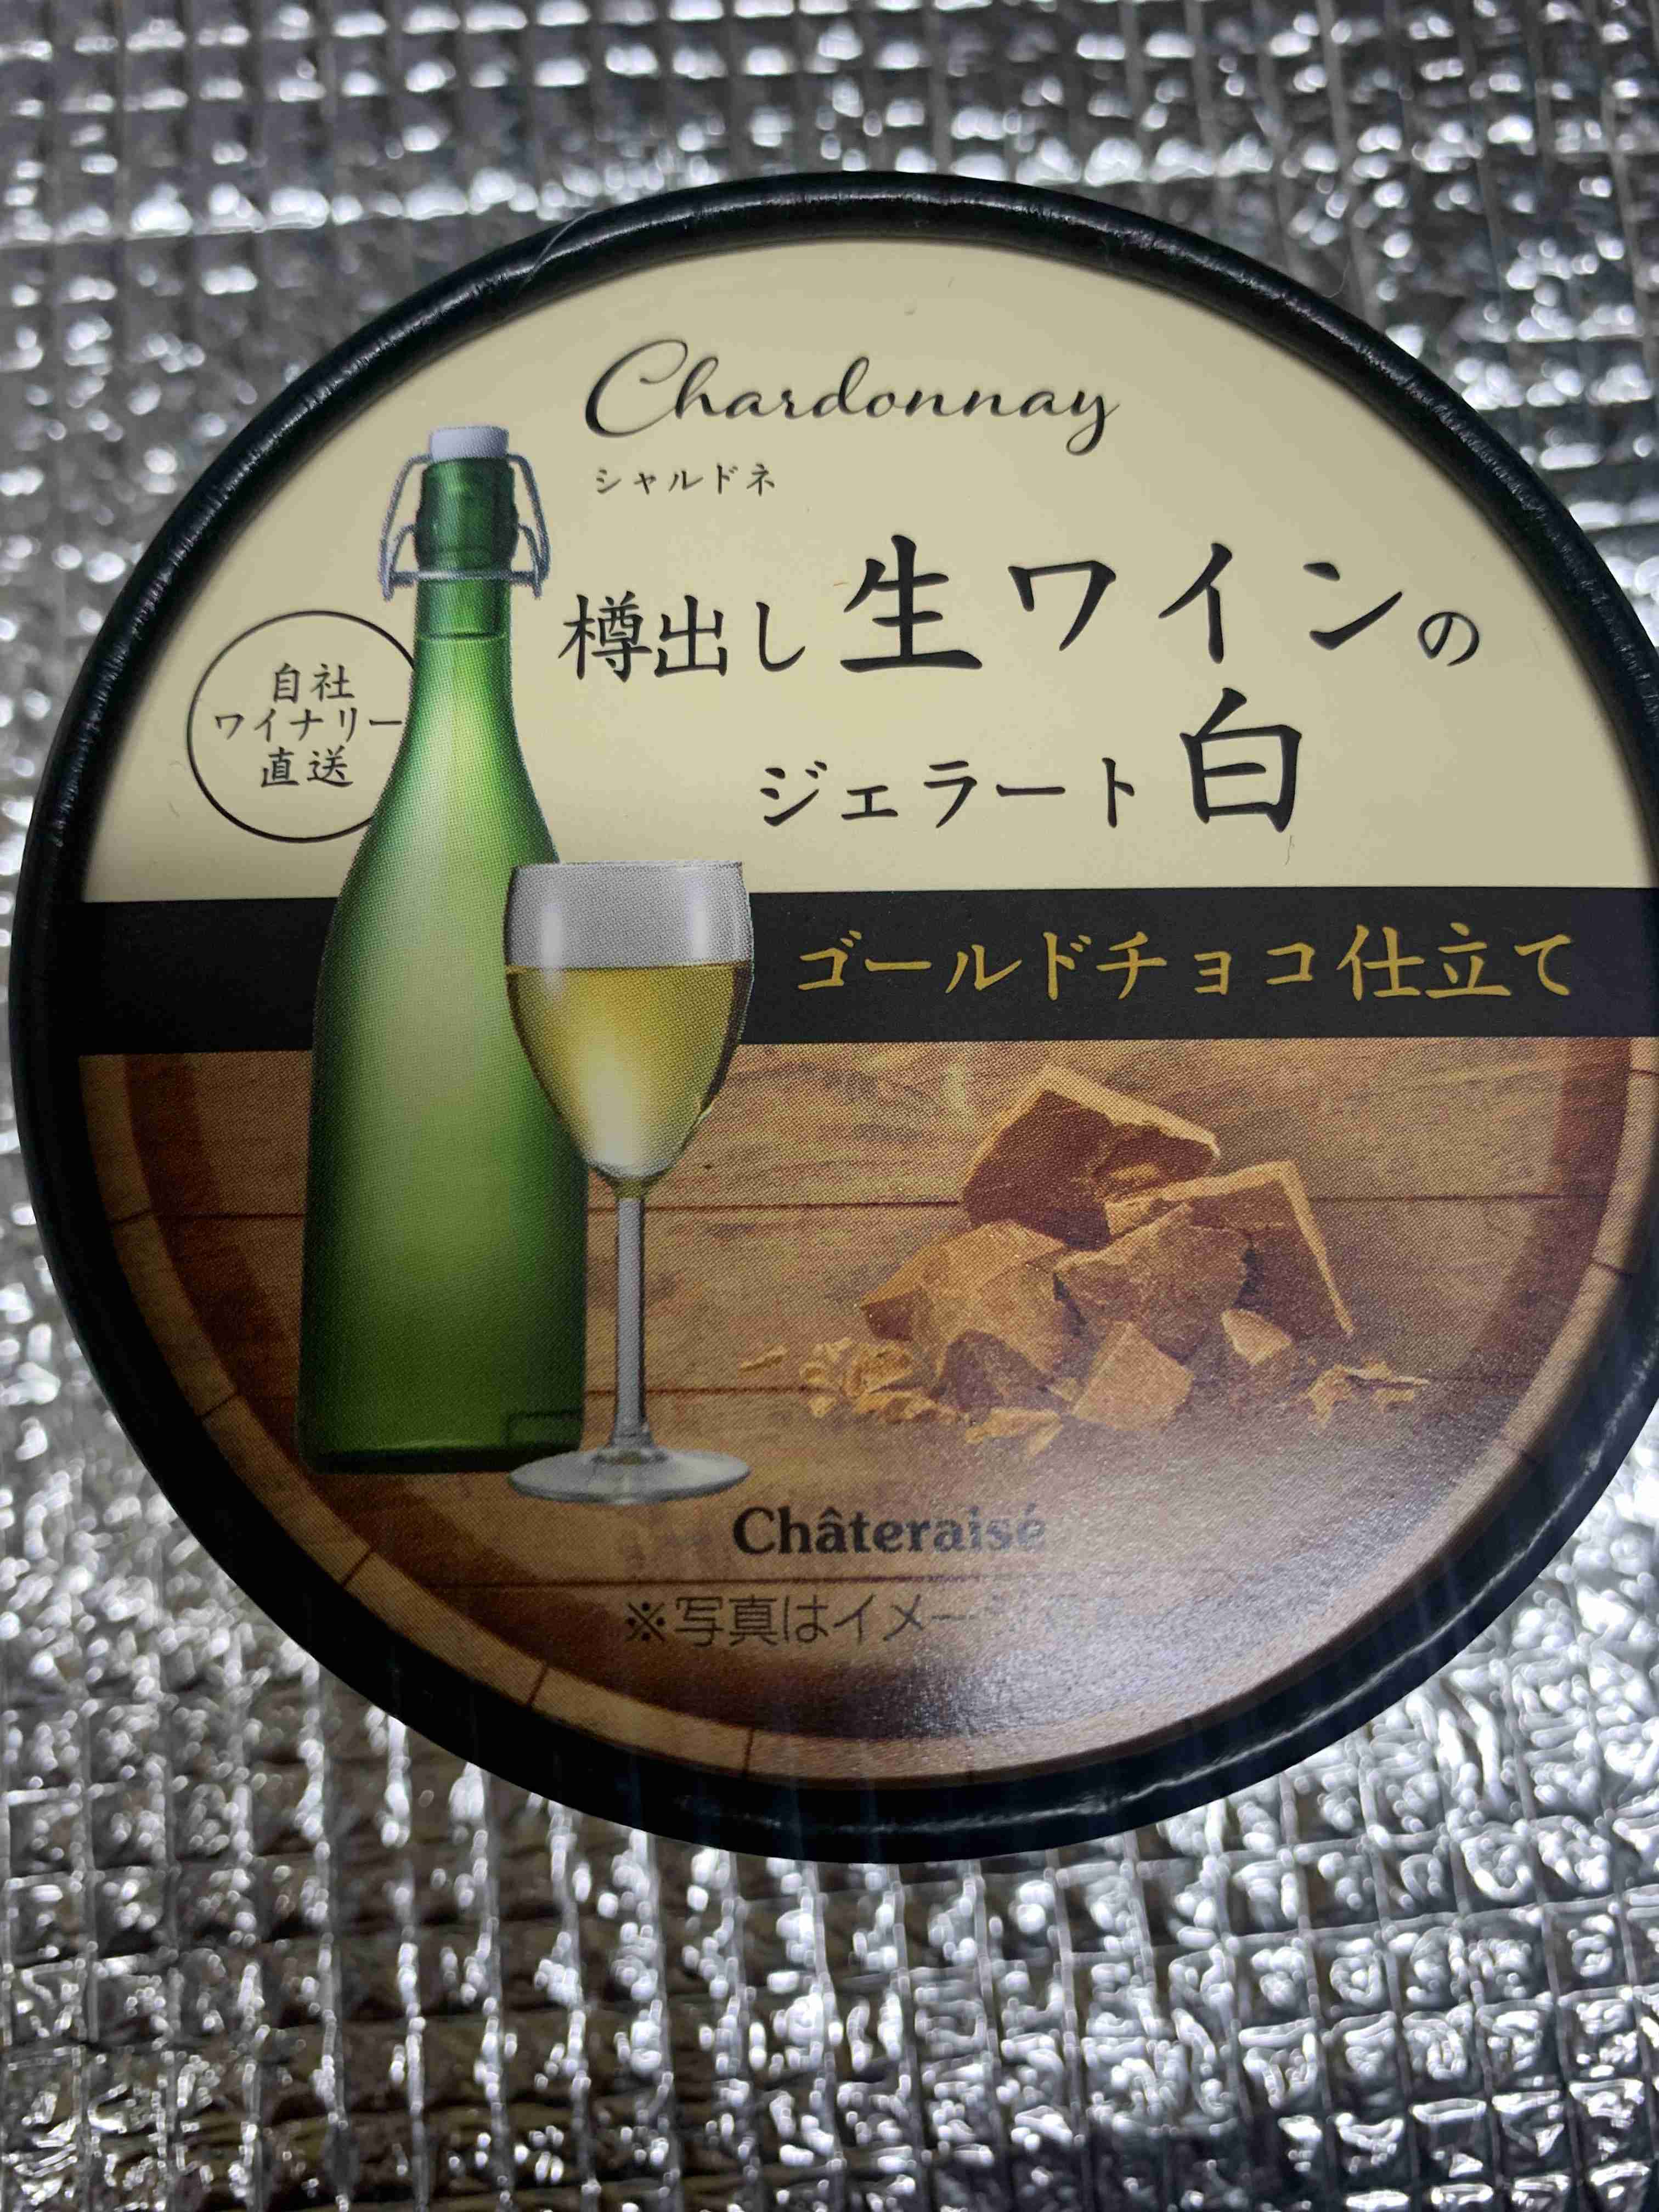 Chardonnay
シャルドネ
樽出し生ワインの
ジェラート白
自社
ワイナリー
直送
ゴールドチョコ仕立て
Châteraisé
※写真はイメージ